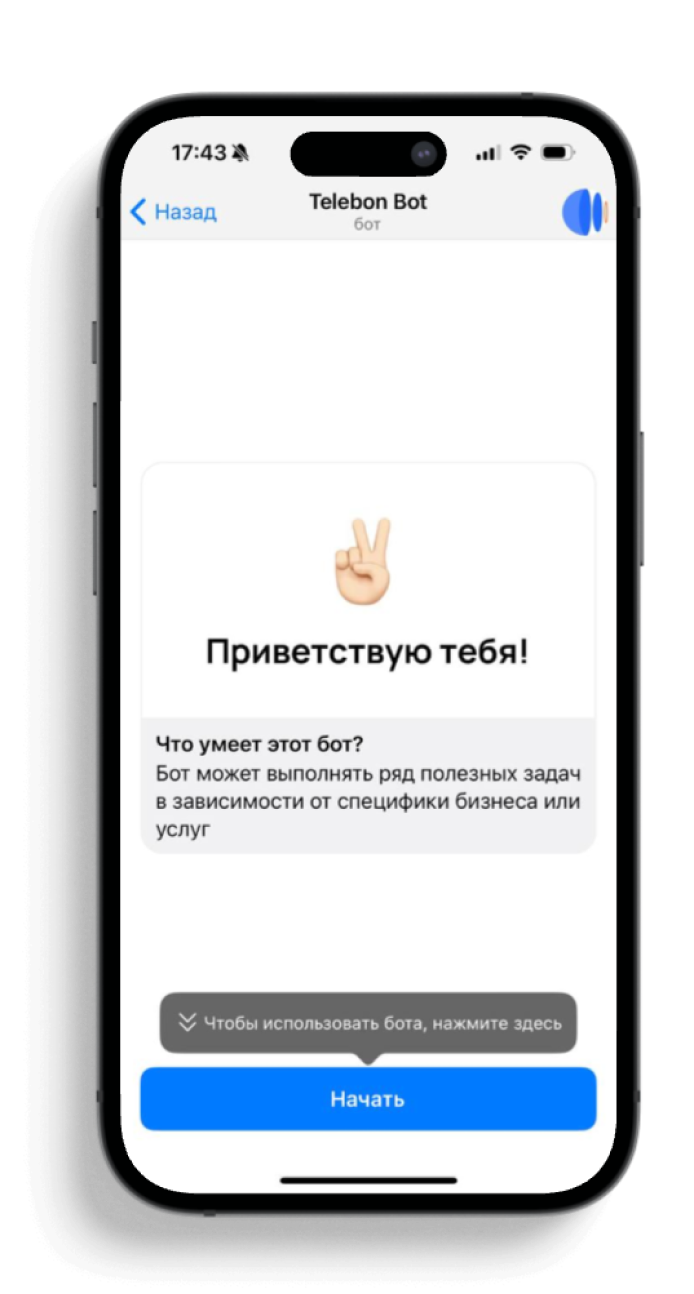 17:43
Назад
Telebon Bot
бот
Приветствую тебя!
Что умеет этот бот?
Бот может выполнять ряд полезных задач
в зависимости от специфики бизнеса или
услуг
Чтобы использовать бота, нажмите здесь
Начать